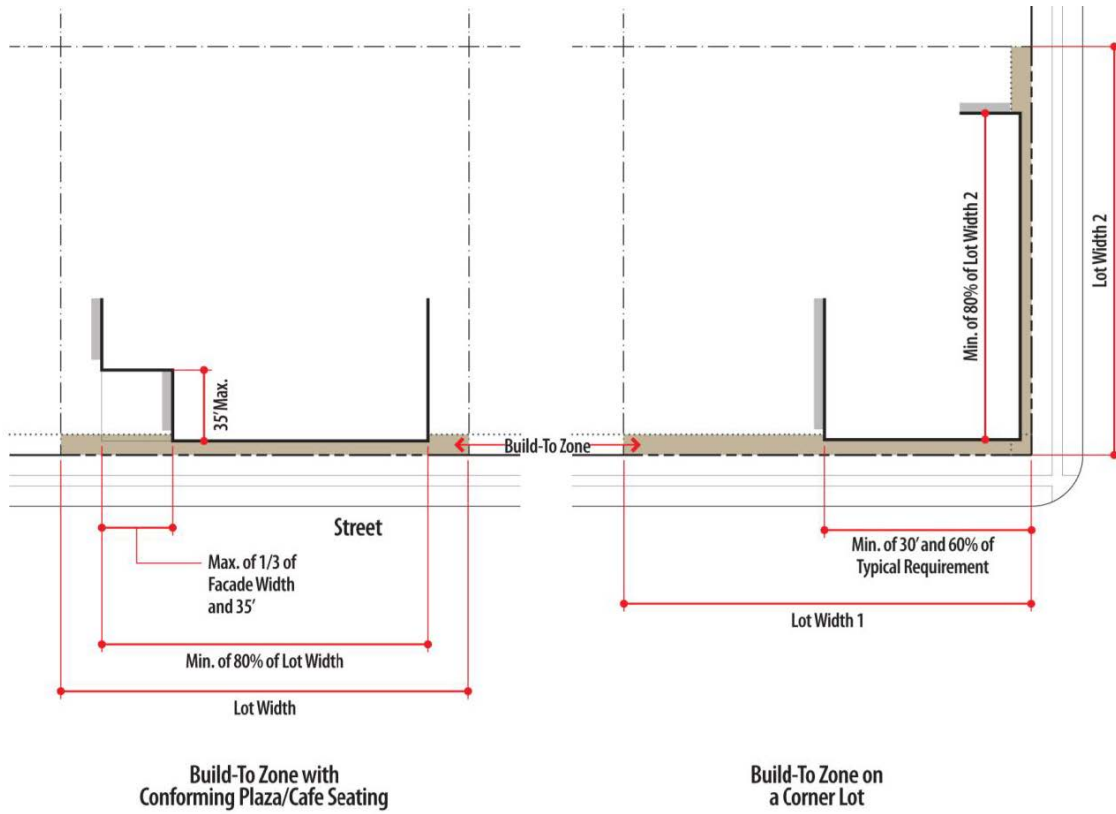 35' Max.
Build-To Zone
Street
Max. of 1/3 of
Facade Width
and 35'
Min. of 80% of Lot Width
Lot Width
Build-To Zone with
Conforming Plaza/Cafe Seating
Min. of 80% of Lot Width 2
Lot Width 2
Min. of 30' and 60% of
Typical Requirement
Lot Width 1
Build-To Zone on
a Corner Lot